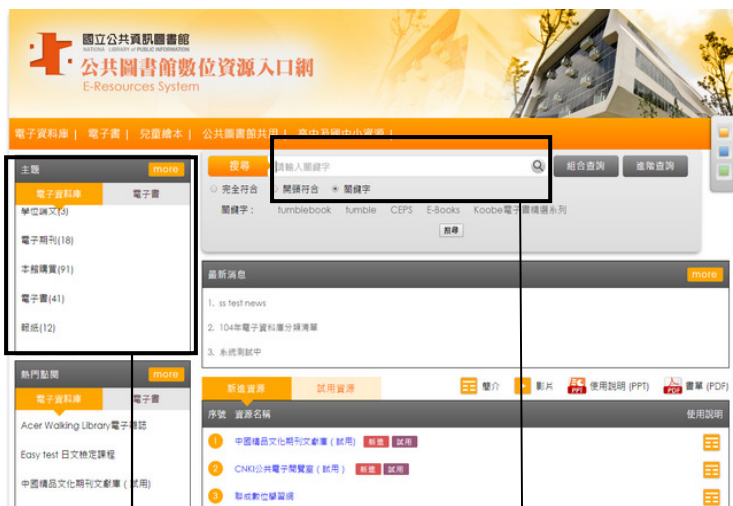 國立公共資訊圖書館
NATIONAL LIBRARY of PUBLIC INFORMATION
公共圖書館數位資源入口網
E-Resources System
電子資料庫 | 電子書 | 兒童繪本 | 公共圖書館共用 | 高中及國中小資源 |
主題 more
電子資料庫 電子書
學位論文(3)
電子期刊(18)
本館購買(91)
電子書(41)
報紙(12)
熱門點閱 more
電子資料庫 電子書
Acer Walking Library電子雜誌
Easy test 日文檢定課程
中國精品文化期刊文獻庫 (試用)
搜尋 請輸入關鍵字 組合查詢 進階查詢
完全符合 開頭符合 關鍵字
關鍵字： tumblebook tumble CEPS E-Books Koobe電子書精選系列
搜尋
最新消息 more
1. ss test news
2. 104年電子資料庫分類清單
3. 系統測試中
新進資源 試用資源 簡介 影片 使用說明 (PPT) 書單 (PDF)
序號 資源名稱 使用說明
1 中國精品文化期刊文獻庫 (試用) 新進 試用
2 CNKI公共電子閱覽室 (試用) 新進 試用
3 聯成數位學習網